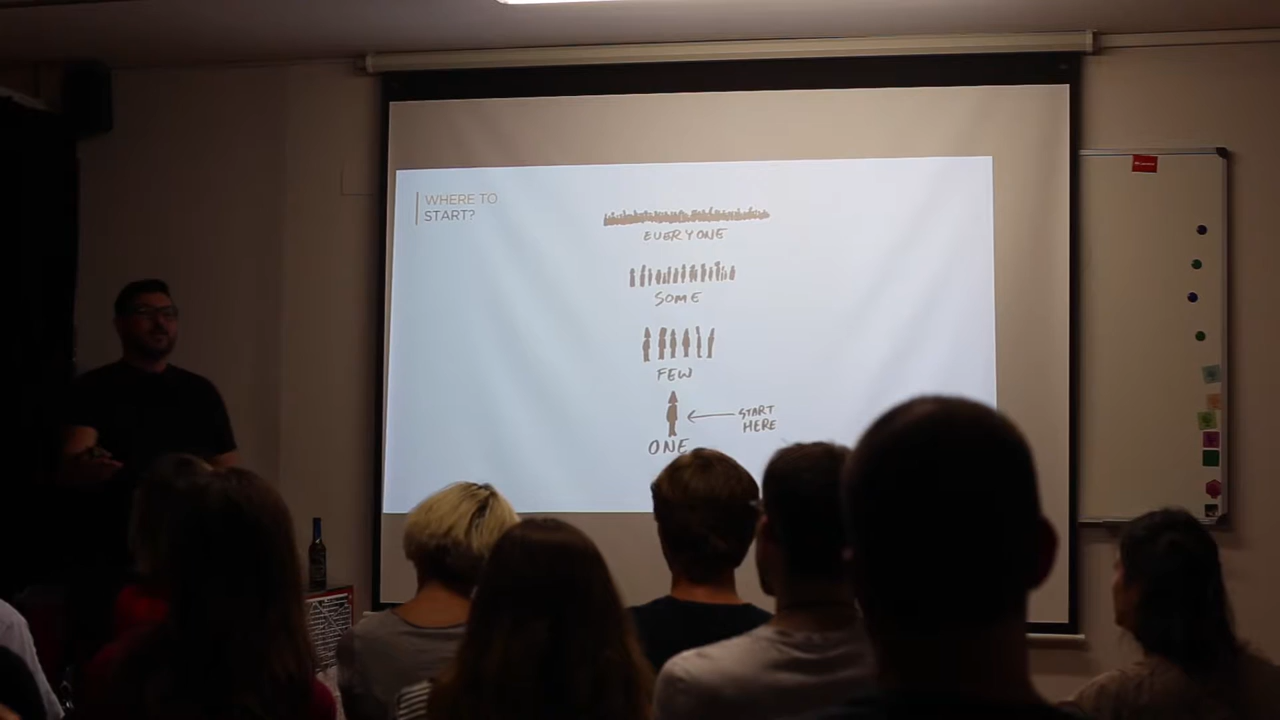 WHERE TO
START?
EVERYONE
SOME
FEW
START
HERE
ONE